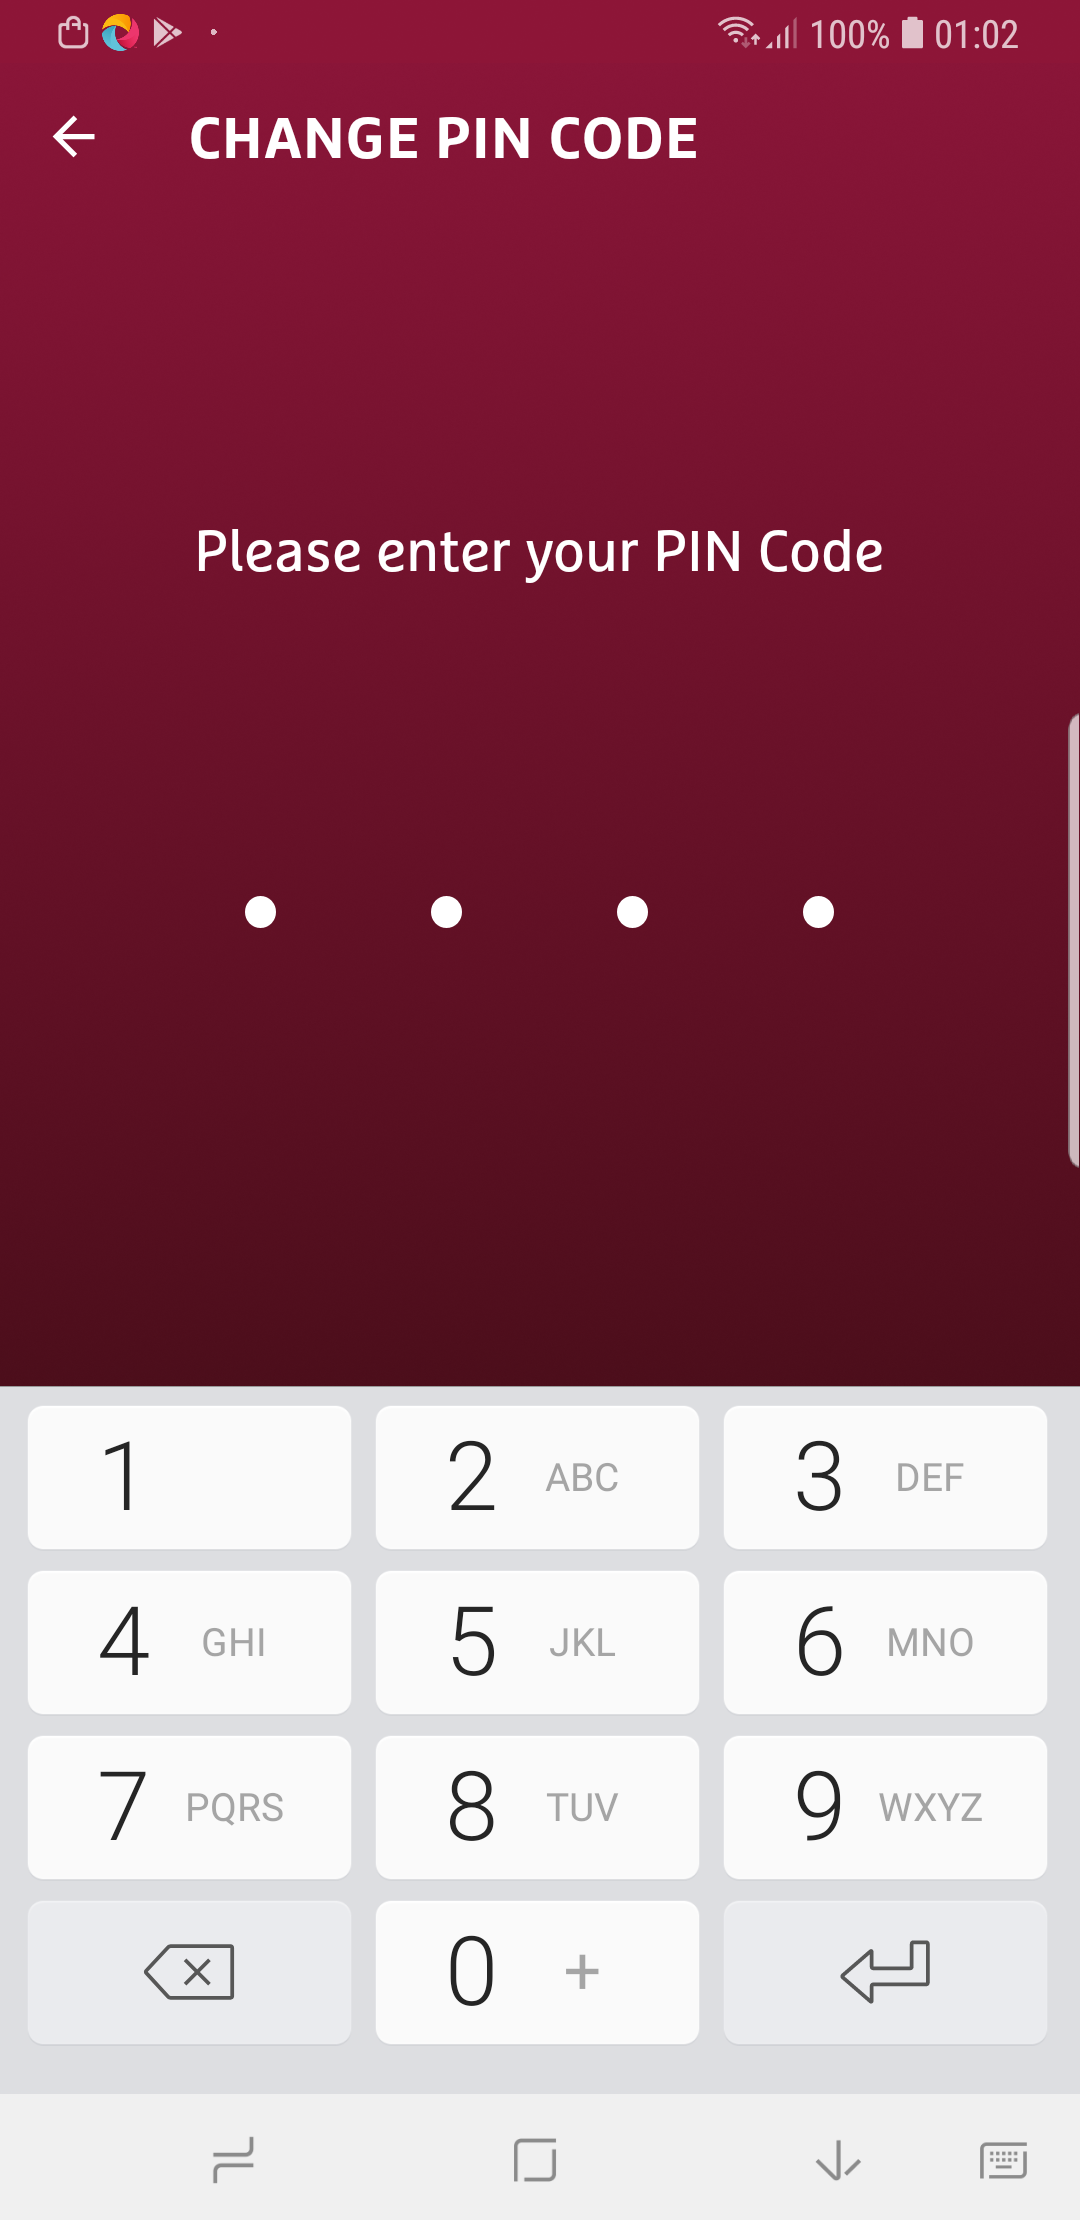 100% 01:02
CHANGE PIN CODE
Please enter your PIN Code
1 2 ABC 3 DEF
4 GHI 5 JKL 6 MNO
7 PQRS 8 TUV 9 WXYZ
0 +